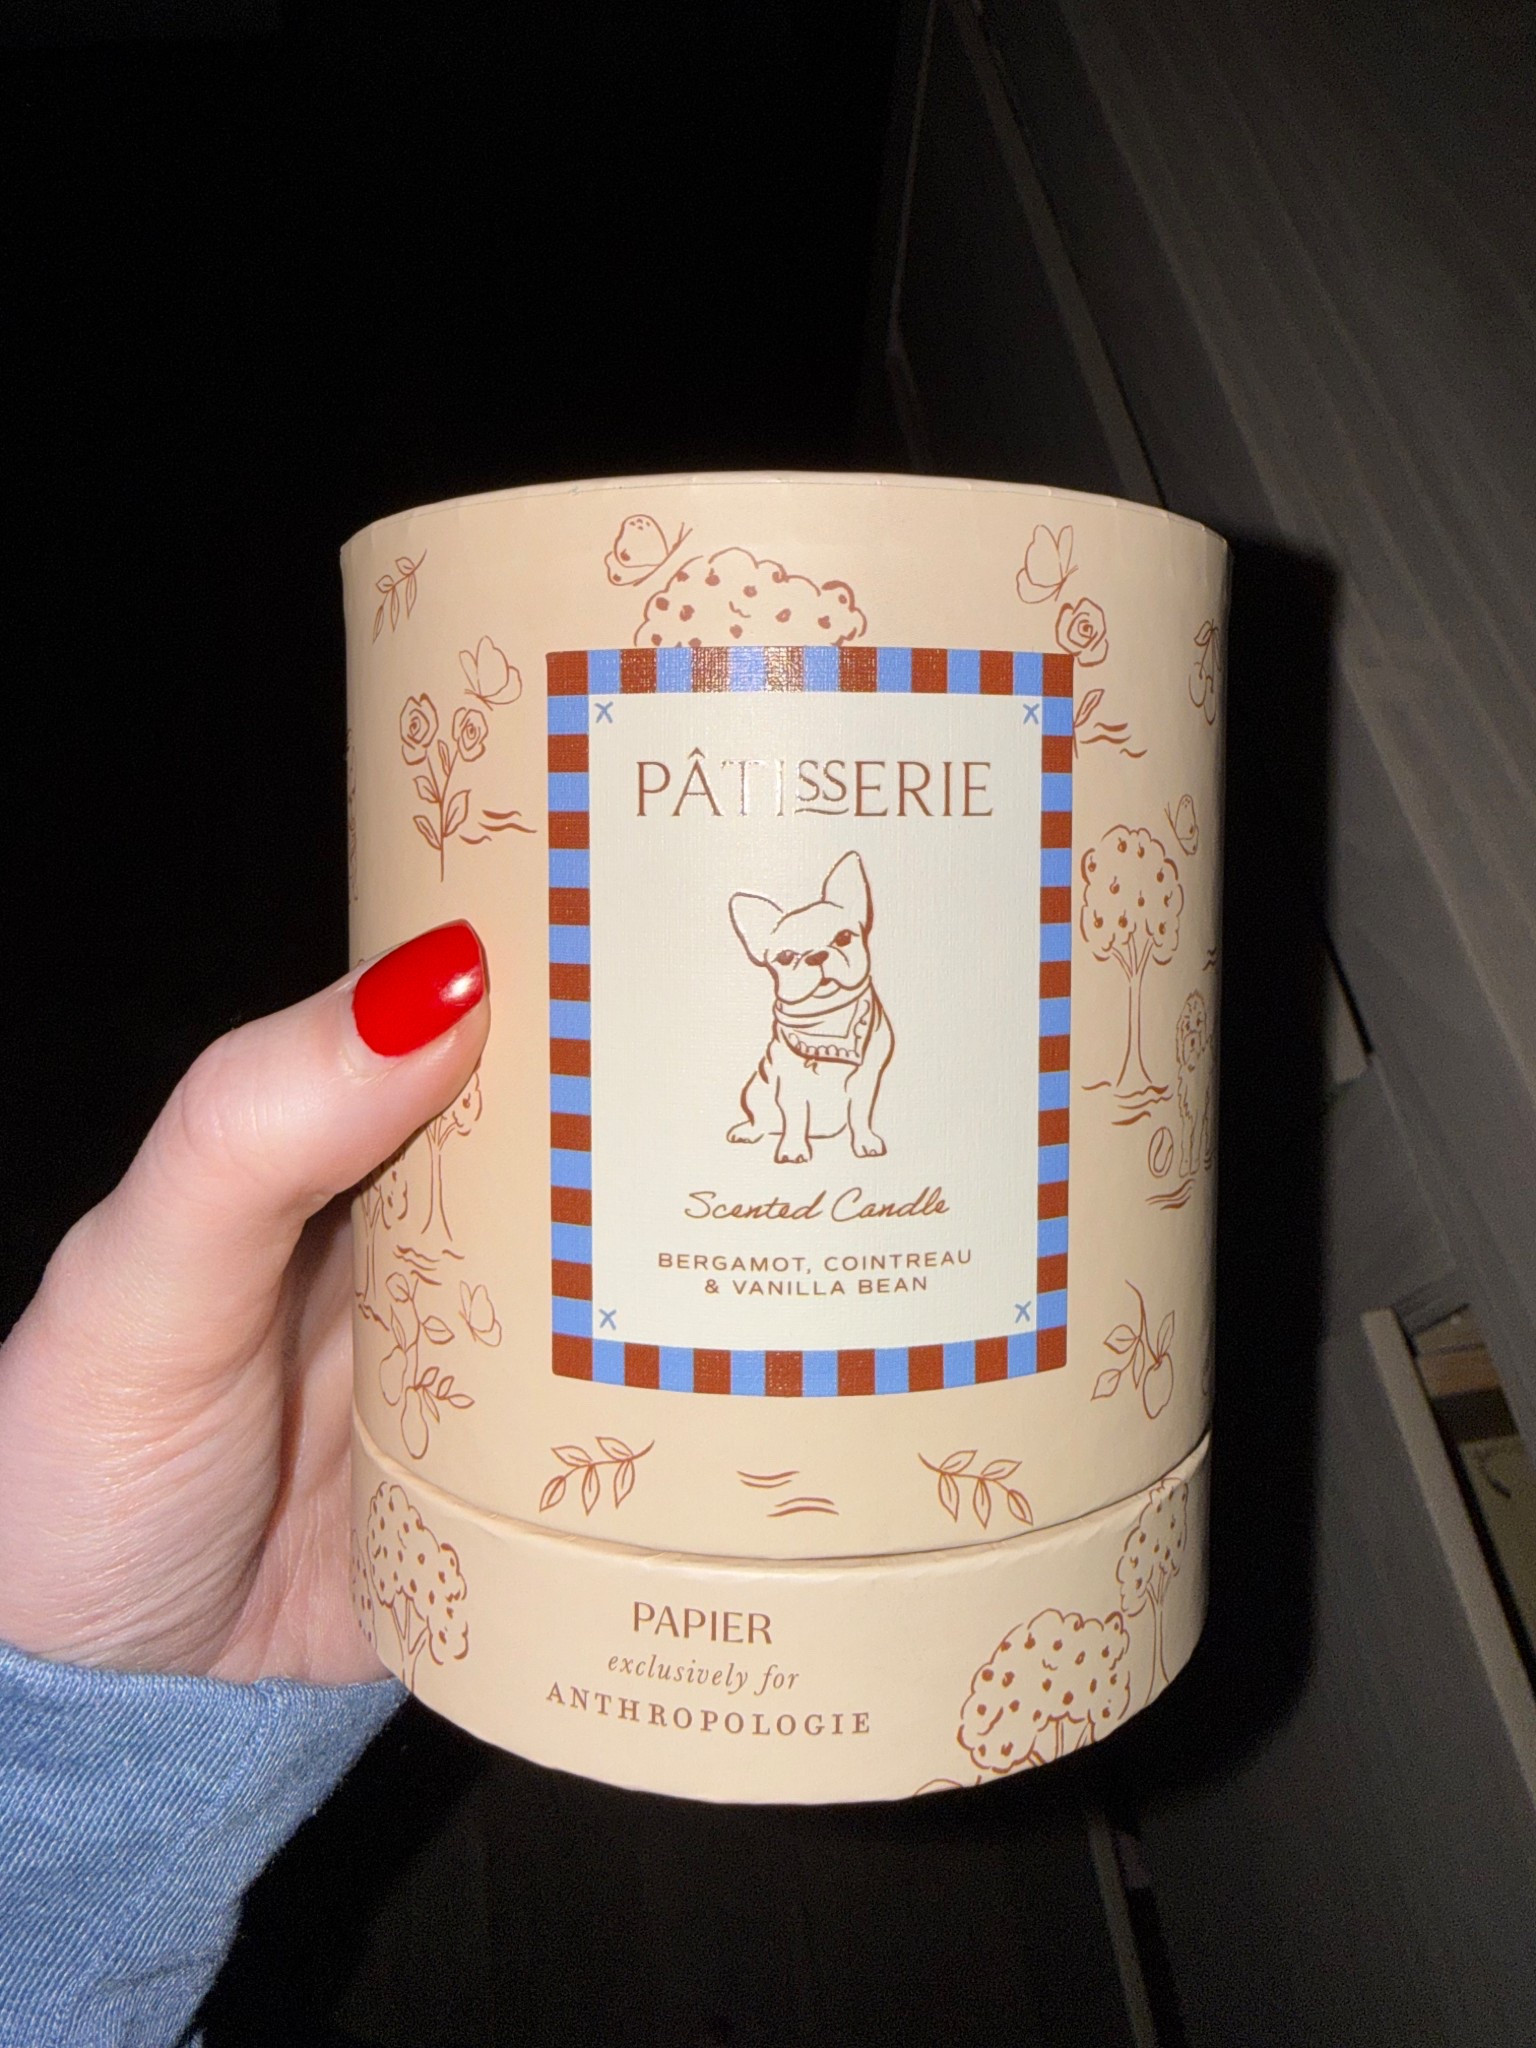 PÂTISSERIE
Scented Candle
BERGAMOT, COINTREAU
& VANILLA BEAN
PAPIER
exclusively for
ANTHROPOLOGIE